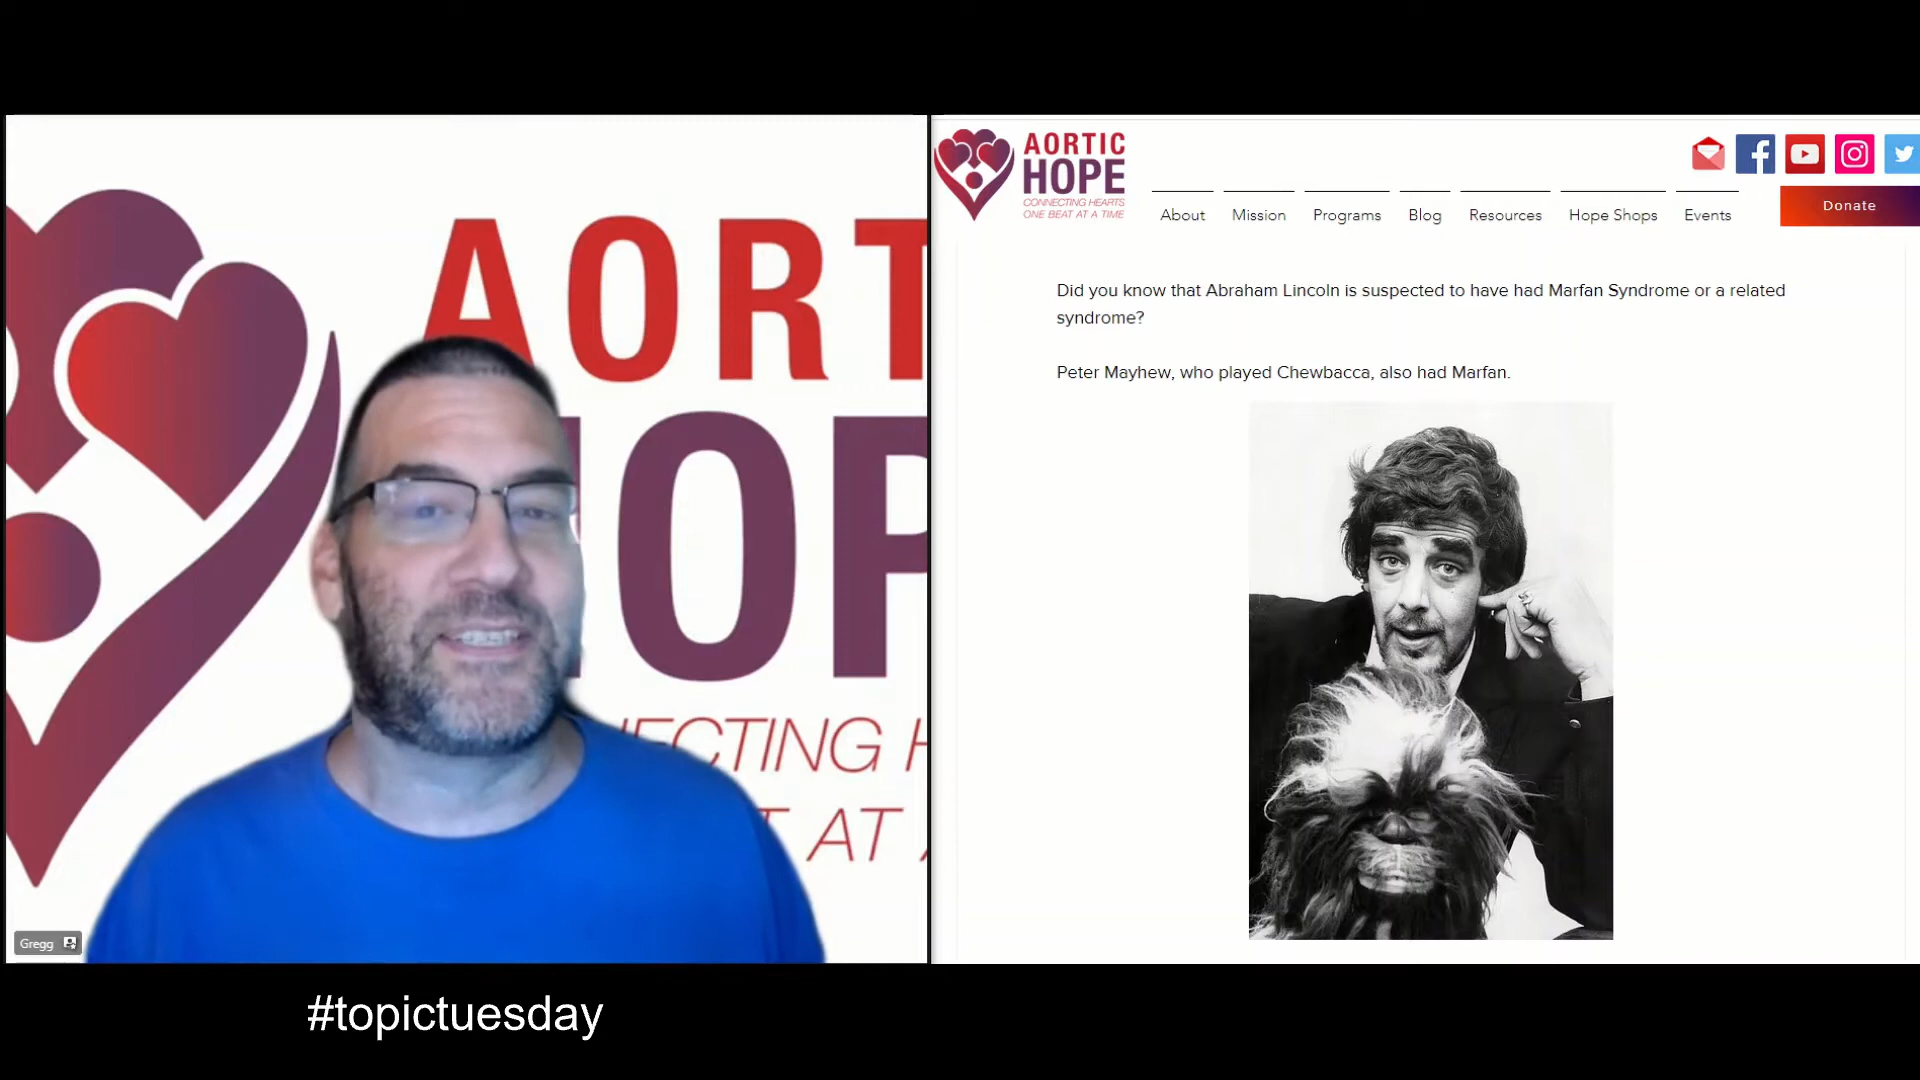 AORT
HOP
NECTING H
T AT A
Gregg
AORTIC
HOPE
CONNECTING HEARTS
ONE BEAT AT A TIME
About Mission Programs Blog Resources Hope Shops Events
Donate
Did you know that Abraham Lincoln is suspected to have had Marfan Syndrome or a related
syndrome?
Peter Mayhew, who played Chewbacca, also had Marfan.
#topictuesday